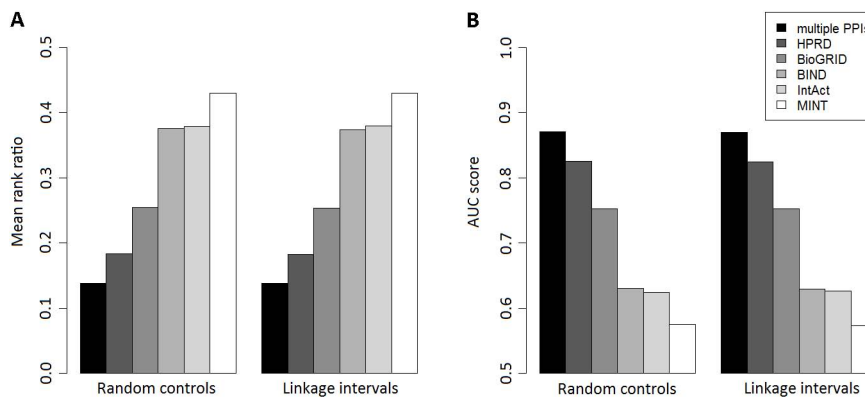 A
Mean rank ratio
0.5
0.4
0.3
0.2
0.1
0.0
Random controls
Linkage intervals
B
AUC score
1.0
0.9
0.8
0.7
0.6
0.5
Random controls
Linkage intervals
multiple PPIs
HPRD
BioGRID
BIND
IntAct
MINT